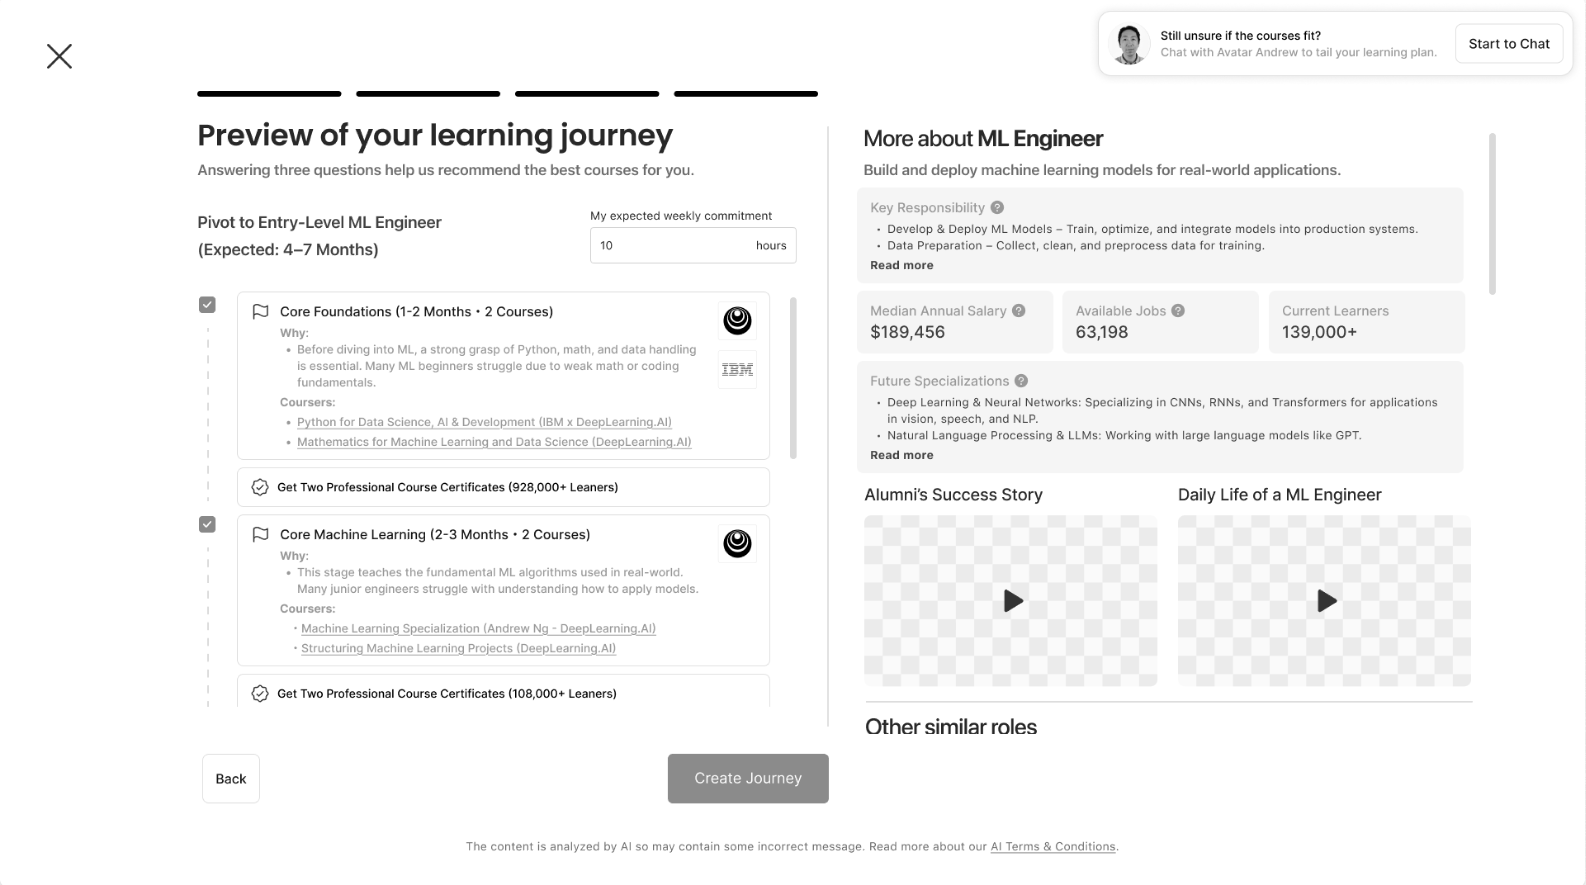 Still unsure if the courses fit?
Chat with Avatar Andrew to tail your learning plan.
Start to Chat
Preview of your learning journey
Answering three questions help us recommend the best courses for you.
Pivot to Entry-Level ML Engineer
(Expected: 4–7 Months)
My expected weekly commitment
10 hours
Core Foundations (1-2 Months • 2 Courses)
Why:
• Before diving into ML, a strong grasp of Python, math, and data handling
is essential. Many ML beginners struggle due to weak math or coding
fundamentals.
IBM
Coursers:
• Python for Data Science, AI & Development (IBM x DeepLearning.AI)
• Mathematics for Machine Learning and Data Science (DeepLearning.AI)
Get Two Professional Course Certificates (928,000+ Leaners)
Core Machine Learning (2-3 Months • 2 Courses)
Why:
• This stage teaches the fundamental ML algorithms used in real-world.
Many junior engineers struggle with understanding how to apply models.
Coursers:
• Machine Learning Specialization (Andrew Ng - DeepLearning.AI)
• Structuring Machine Learning Projects (DeepLearning.AI)
Get Two Professional Course Certificates (108,000+ Leaners)
Back
Create Journey
More about ML Engineer
Build and deploy machine learning models for real-world applications.
Key Responsibility ?
• Develop & Deploy ML Models – Train, optimize, and integrate models into production systems.
• Data Preparation – Collect, clean, and preprocess data for training.
Read more
Median Annual Salary ?
$189,456
Available Jobs ?
63,198
Current Learners
139,000+
Future Specializations ?
• Deep Learning & Neural Networks: Specializing in CNNs, RNNs, and Transformers for applications
in vision, speech, and NLP.
• Natural Language Processing & LLMs: Working with large language models like GPT.
Read more
Alumni’s Success Story
Daily Life of a ML Engineer
Other similar roles
The content is analyzed by AI so may contain some incorrect message. Read more about our AI Terms & Conditions.